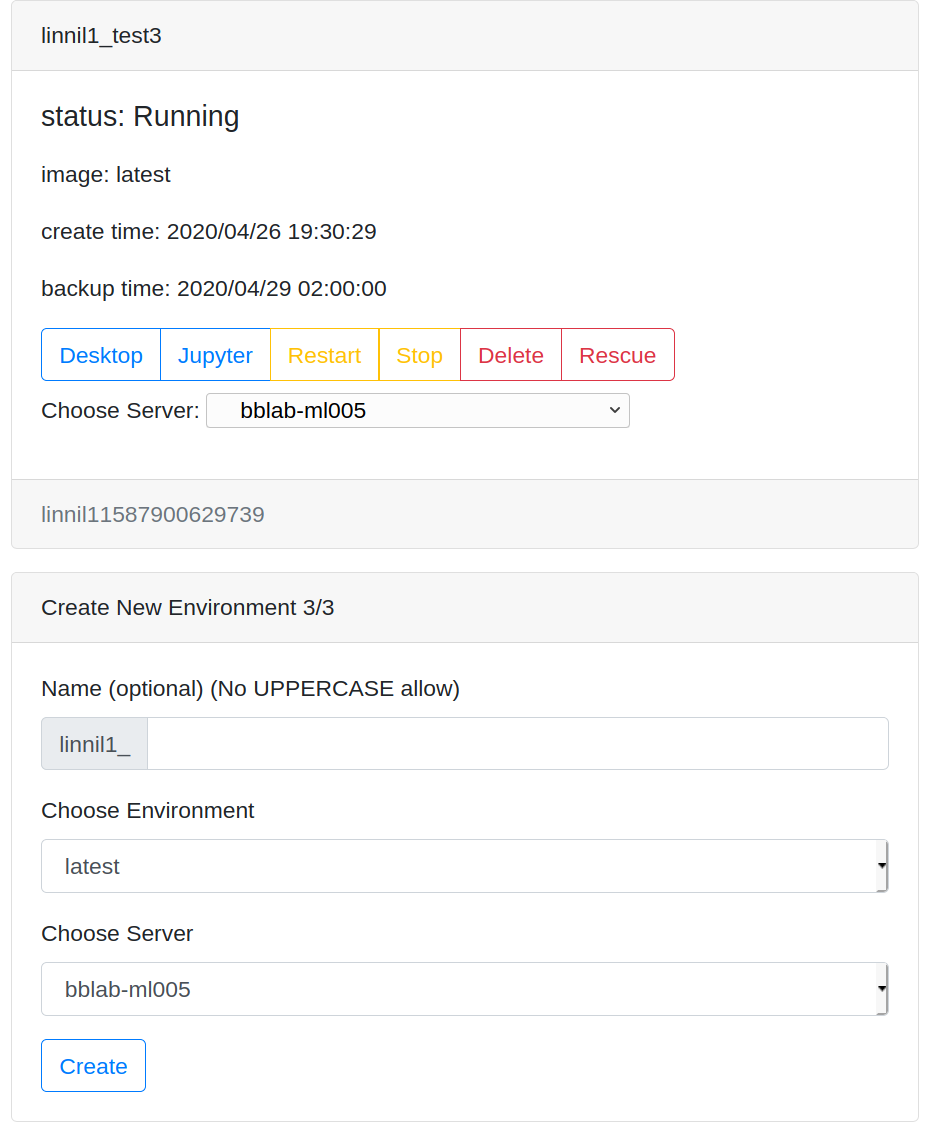 linnil1_test3
status: Running
image: latest
create time: 2020/04/26 19:30:29
backup time: 2020/04/29 02:00:00
Desktop Jupyter Restart Stop Delete Rescue
Choose Server: bblab-ml005
linnil11587900629739
Create New Environment 3/3
Name (optional) (No UPPERCASE allow)
linnil1_
Choose Environment
latest
Choose Server
bblab-ml005
Create